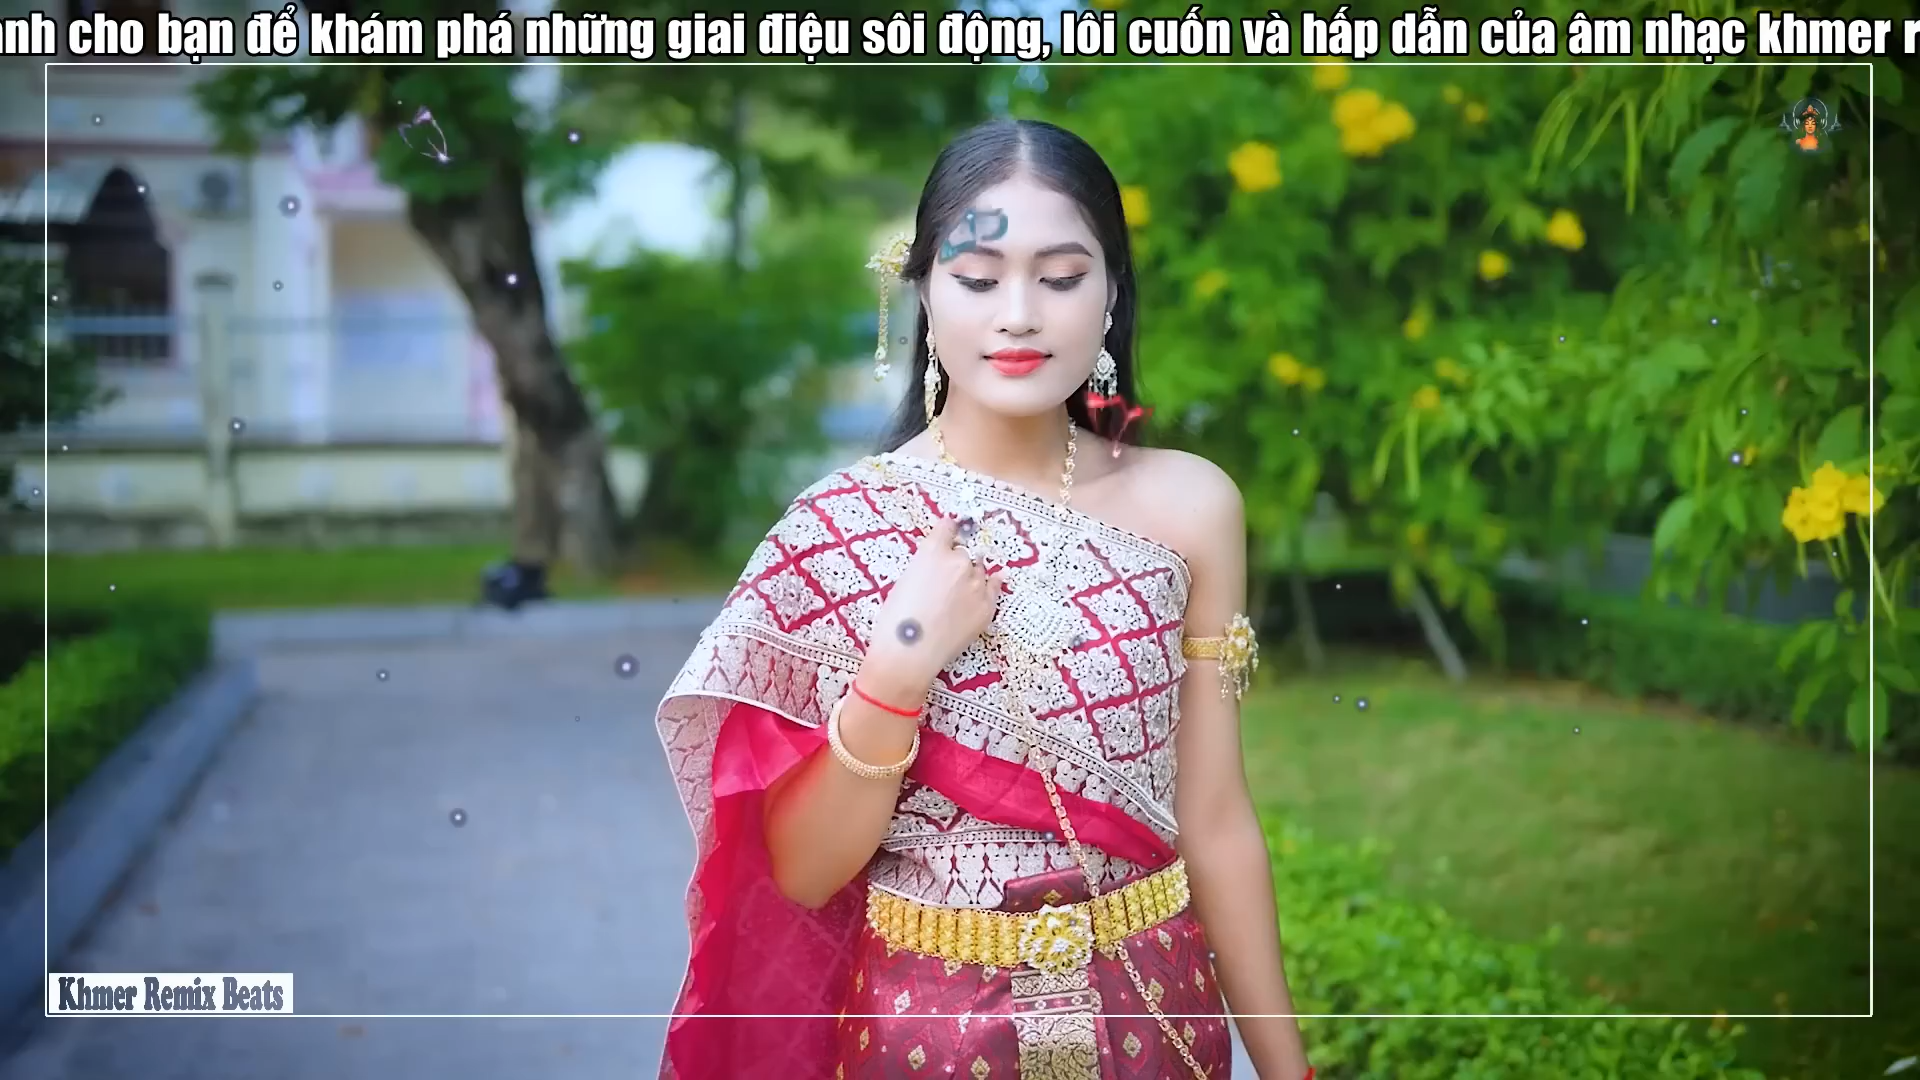 cho bạn để khám phá những giai điệu sôi động, lôi cuốn và hấp dẫn của âm nhạc khmer
Khmer Remix Beats